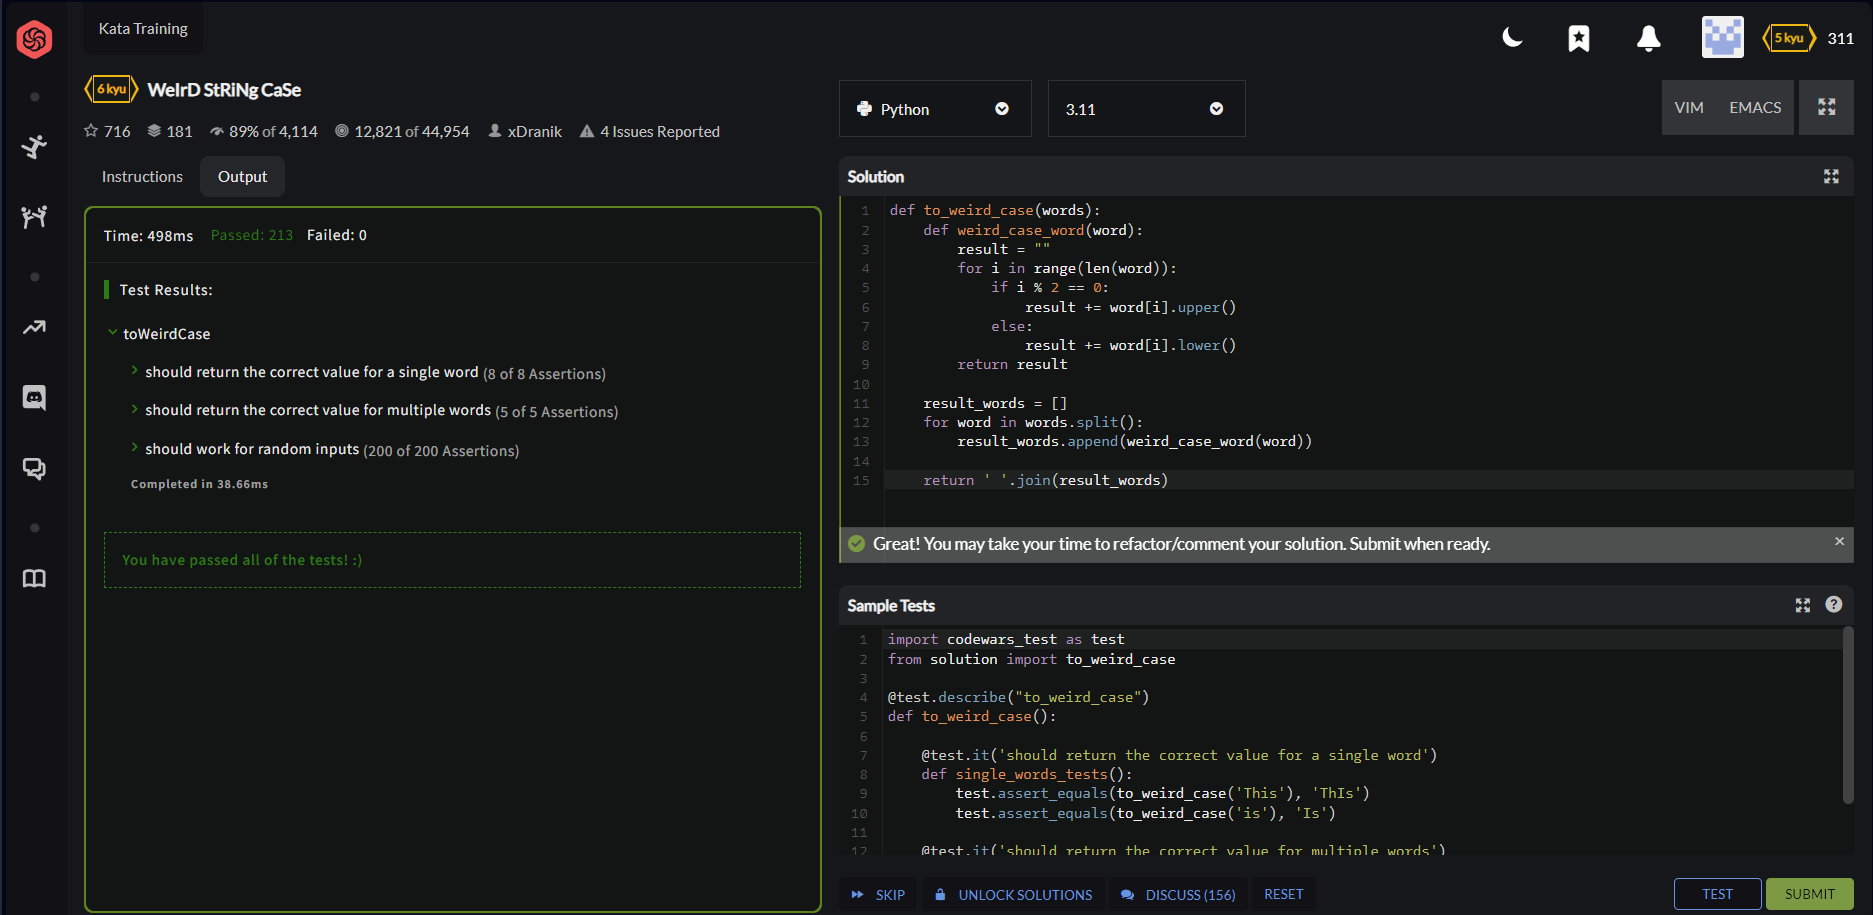 Kata Training
5 kyu 311
6 kyu WeIrD StRiNg CaSe
716 181 89% of 4,114 12,821 of 44,954 xDranik 4 Issues Reported
Instructions Output
Time: 498ms Passed: 213 Failed: 0
Test Results:
toWeirdCase
should return the correct value for a single word (8 of 8 Assertions)
should return the correct value for multiple words (5 of 5 Assertions)
should work for random inputs (200 of 200 Assertions)
Completed in 38.66ms
You have passed all of the tests! :)
Python 3.11 VIM EMACS
Solution
1 def to_weird_case(words):
2     def weird_case_word(word):
3         result = ""
4         for i in range(len(word)):
5             if i % 2 == 0:
6                 result += word[i].upper()
7             else:
8                 result += word[i].lower()
9         return result
10
11     result_words = []
12     for word in words.split():
13         result_words.append(weird_case_word(word))
14
15     return ' '.join(result_words)
Great! You may take your time to refactor/comment your solution. Submit when ready.
Sample Tests
1 import codewars_test as test
2 from solution import to_weird_case
3
4 @test.describe("to_weird_case")
5 def to_weird_case():
6
7     @test.it('should return the correct value for a single word')
8     def single_words_tests():
9         test.assert_equals(to_weird_case('This'), 'ThIs')
10         test.assert_equals(to_weird_case('is'), 'Is')
11
12     @test.it('should return the correct value for multiple words')
SKIP UNLOCK SOLUTIONS DISCUSS (156) RESET TEST SUBMIT